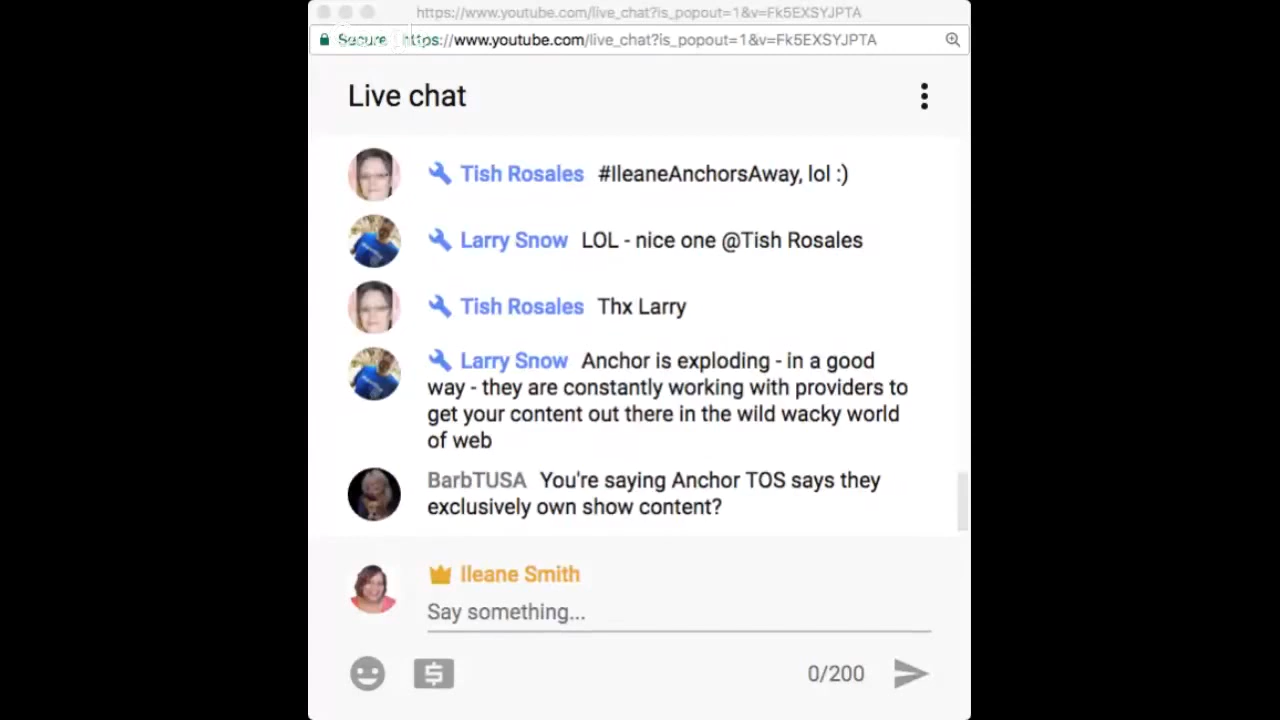 https://www.youtube.com/live_chat?is_popout=1&v=Fk5EXSYJPTA
Secure https://www.youtube.com/live_chat?is_popout=1&v=Fk5EXSYJPTA
Live chat
Tish Rosales #IleaneAnchorsAway, lol :)
Larry Snow LOL - nice one @Tish Rosales
Tish Rosales Thx Larry
Larry Snow Anchor is exploding - in a good
way - they are constantly working with providers to
get your content out there in the wild wacky world
of web
BarbTUSA You're saying Anchor TOS says they
exclusively own show content?
Ileane Smith
Say something...
0/200